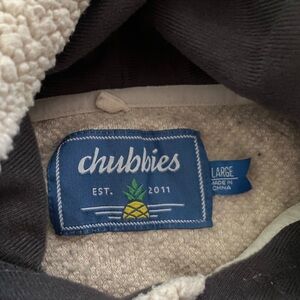 chubbies
EST. 2011
LARGE
MADE IN
CHINA